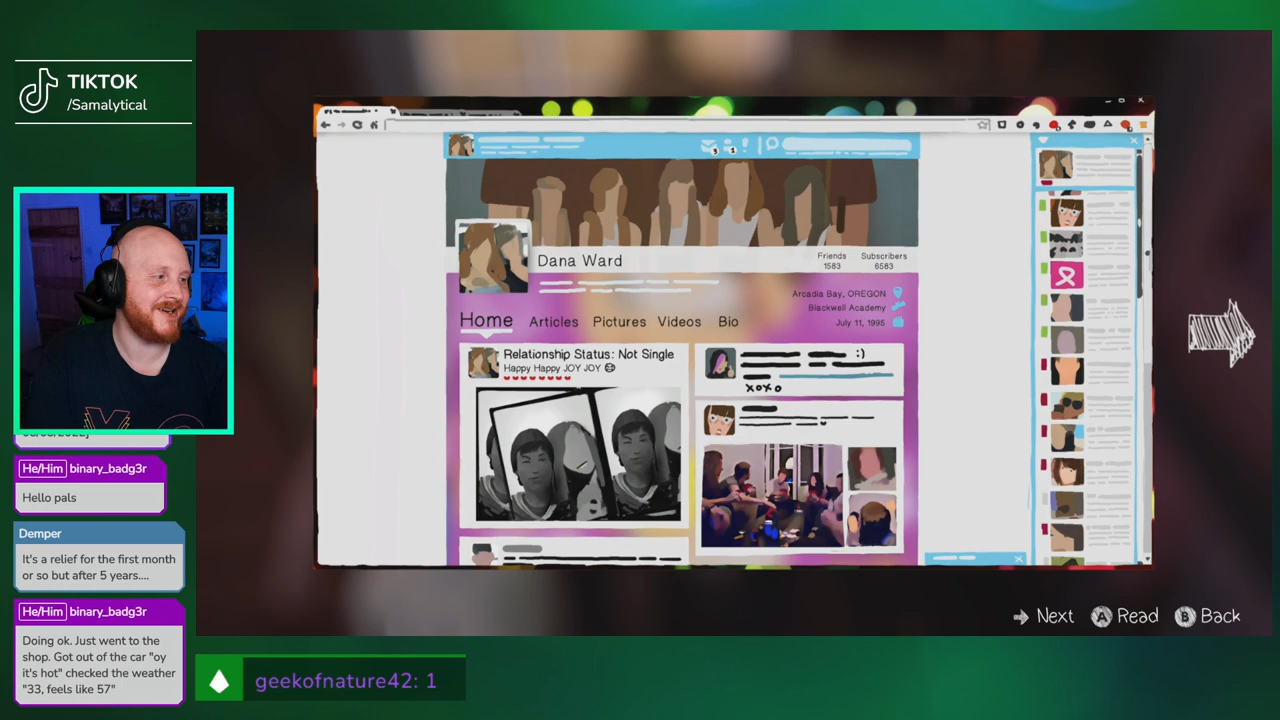 TIKTOK
/Samalytical
He/Him binary_badg3r
Hello pals
Demper
It's a relief for the first month
or so but after 5 years....
He/Him binary_badg3r
Doing ok. Just went to the
shop. Got out of the car "oy
it's hot" checked the weather
"33, feels like 57"
geekofnature42: 1
3
1
Dana Ward
Friends
1583
Subscribers
6583
Arcadia Bay, OREGON
Blackwell Academy
July 11, 1995
Home Articles Pictures Videos Bio
Relationship Status: Not Single
Happy Happy JOY JOY
:)
xoxo
Next A Read B Back